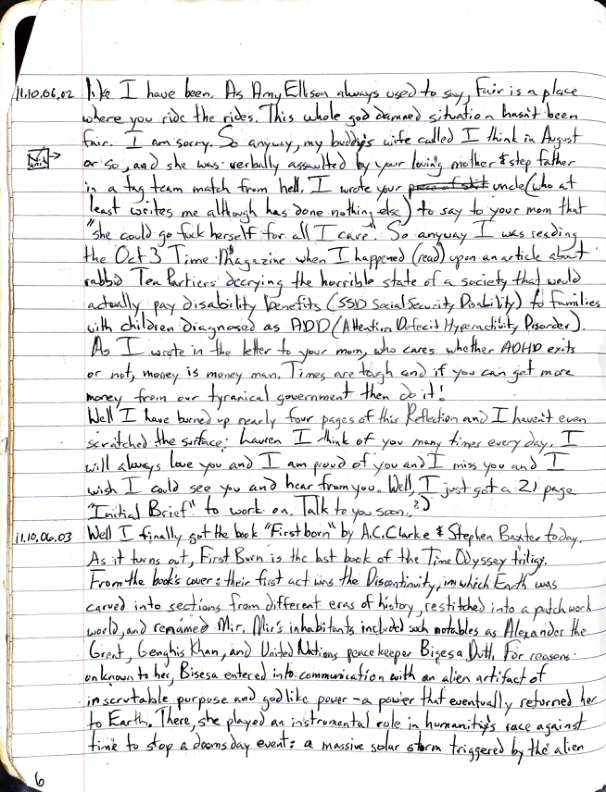 11.10.06.02 like I have been. As Amy Ellison always used to say, Fair is a place
where you ride the rides. This whole god damned situation hasn't been
fair. I am sorry. So anyway, my buddy's wife called I think in August
or so, and she was verbally assaulted by your loving mother & step father
in a tag team match from hell. I wrote your piece of shit uncle (who at
least writes me although has done nothing else) to say to your mom that
"she could go fuck herself for all I care". So anyway I was reading
the Oct 3 Time Magazine when I happened (read) upon an article about
rabbid Tea Partiers decrying the horrible state of a society that would
actually pay disability benefits (SSD Social Security Disability) to families
with children diagnosed as ADD (Attention Deficit Hyperactibity Disorder).
As I wrote in the letter to your mom, who cares whether ADHD exits
or not, money is money man. Times are tough and if you can get more
money from our tyranical government then do it!
Well I have burned up nearly four pages of this Reflection and I haven't even
scratched the surface. Lauren I think of you many times every day. I
will always love you and I am proud of you and I miss you and I
wish I could see you and hear from you. Well, I just got a 21 page
"Initial Brief" to work on. Talk to you soon.
11.10.06.03 Well I finally got the book "Firstborn" by A.C. Clarke & Stephen Baxter today.
As it turns out, First Born is the last book of the Time Odyssey trilogy.
From the book's cover: their first act was the Discontinuity, in which Earth was
carved into sections from different eras of history, restitched into a patchwork
world, and renamed Mir. Mir's inhabitants included such notables as Alexander the
Great, Genghis Khan, and United Nations peacekeeper Bisesa Dutt. For reasons
unknown to her, Bisesa entered into communication with an alien artifact of
inscrutable purpose and godlike power – a power that eventually returned her
to Earth. There, she played an instrumental role in humanity's race against
time to stop a doomsday event: a massive solar storm triggered by the alien
6